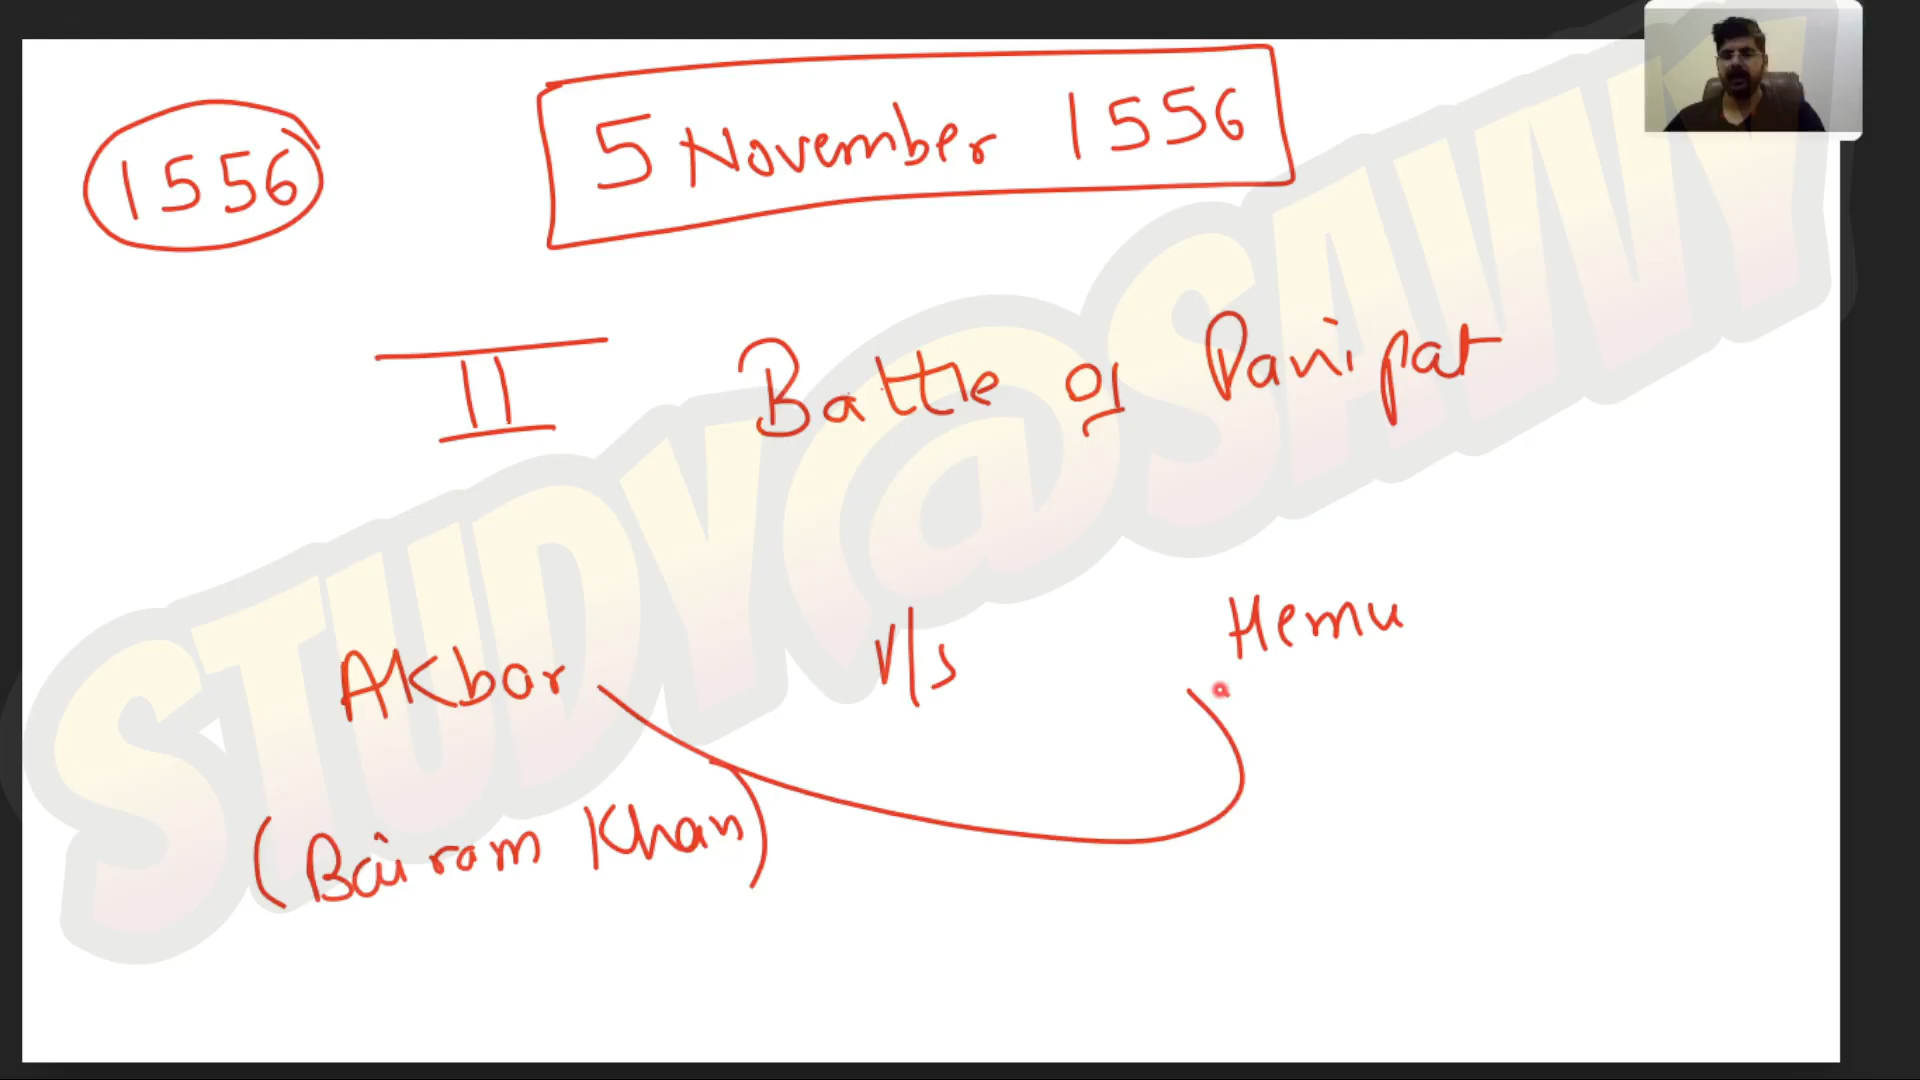 1556
5 November 1556
II Battle of Panipat
Akbar V/s Hemu
(Bairam Khan)
STUDY@SAVVY